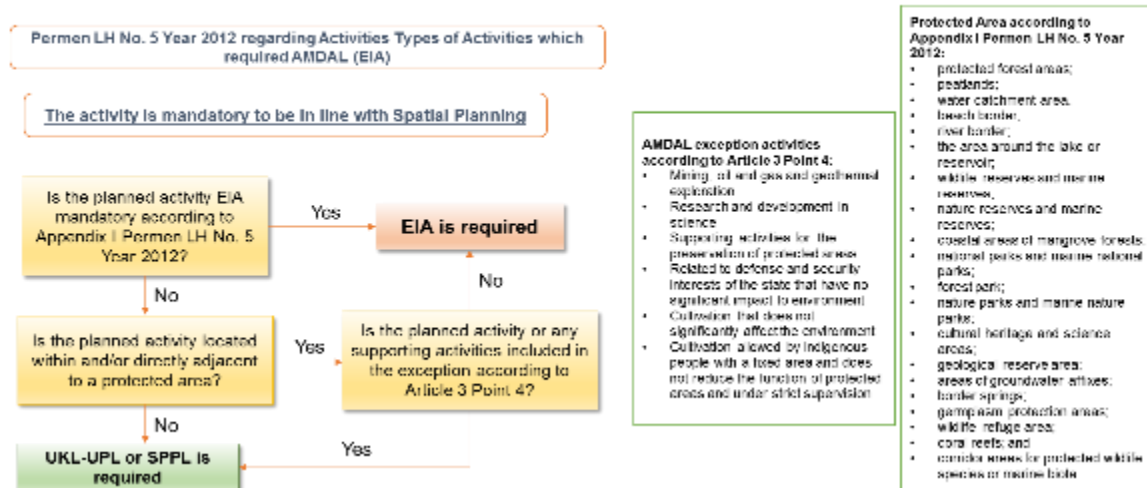 Permen LH No. 5 Year 2012 regarding Activities Types of Activities which
required AMDAL (EIA)
The activity is mandatory to be in line with Spatial Planning
Is the planned activity EIA
mandatory according to
Appendix I Permen LH No. 5
Year 2012?
Yes
EIA is required
No
No
Is the planned activity located
within and/or directly adjacent
to a protected area?
Yes
Is the planned activity or any
supporting activities included in
the exception according to
Article 3 Point 4?
No
Yes
UKL-UPL or SPPL is
required
AMDAL exception activities
according to Article 3 Point 4:
• Mining, oil and gas and geothermal
exploration
• Research and development in
science
• Supporting activities for the
preservation of protected areas
• Related to defense and security
interests of the state that have no
significant impact to environment
• Cultivation that does not
significantly affect the environment
• Cultivation allowed by indigenous
people with a fixed area and does
not reduce the function of protected
areas and under strict supervision
Protected Area according to
Appendix I Permen LH No. 5 Year
2012:
• protected forest areas;
• peatlands;
• water catchment area.
• beach border;
• river border;
• the area around the lake or
reservoir;
• wildlife reserves and marine
reserves;
• nature reserves and marine
reserves;
• coastal areas of mangrove forests;
• national parks and marine national
parks;
• forest park;
• nature parks and marine nature
parks;
• cultural heritage and science
areas;
• geological reserve area;
• areas of groundwater affixes;
• border springs;
• germplasm protection areas;
• wildlife refuge area;
• coral reefs; and
• corridor areas for protected wildlife
species or marine biota